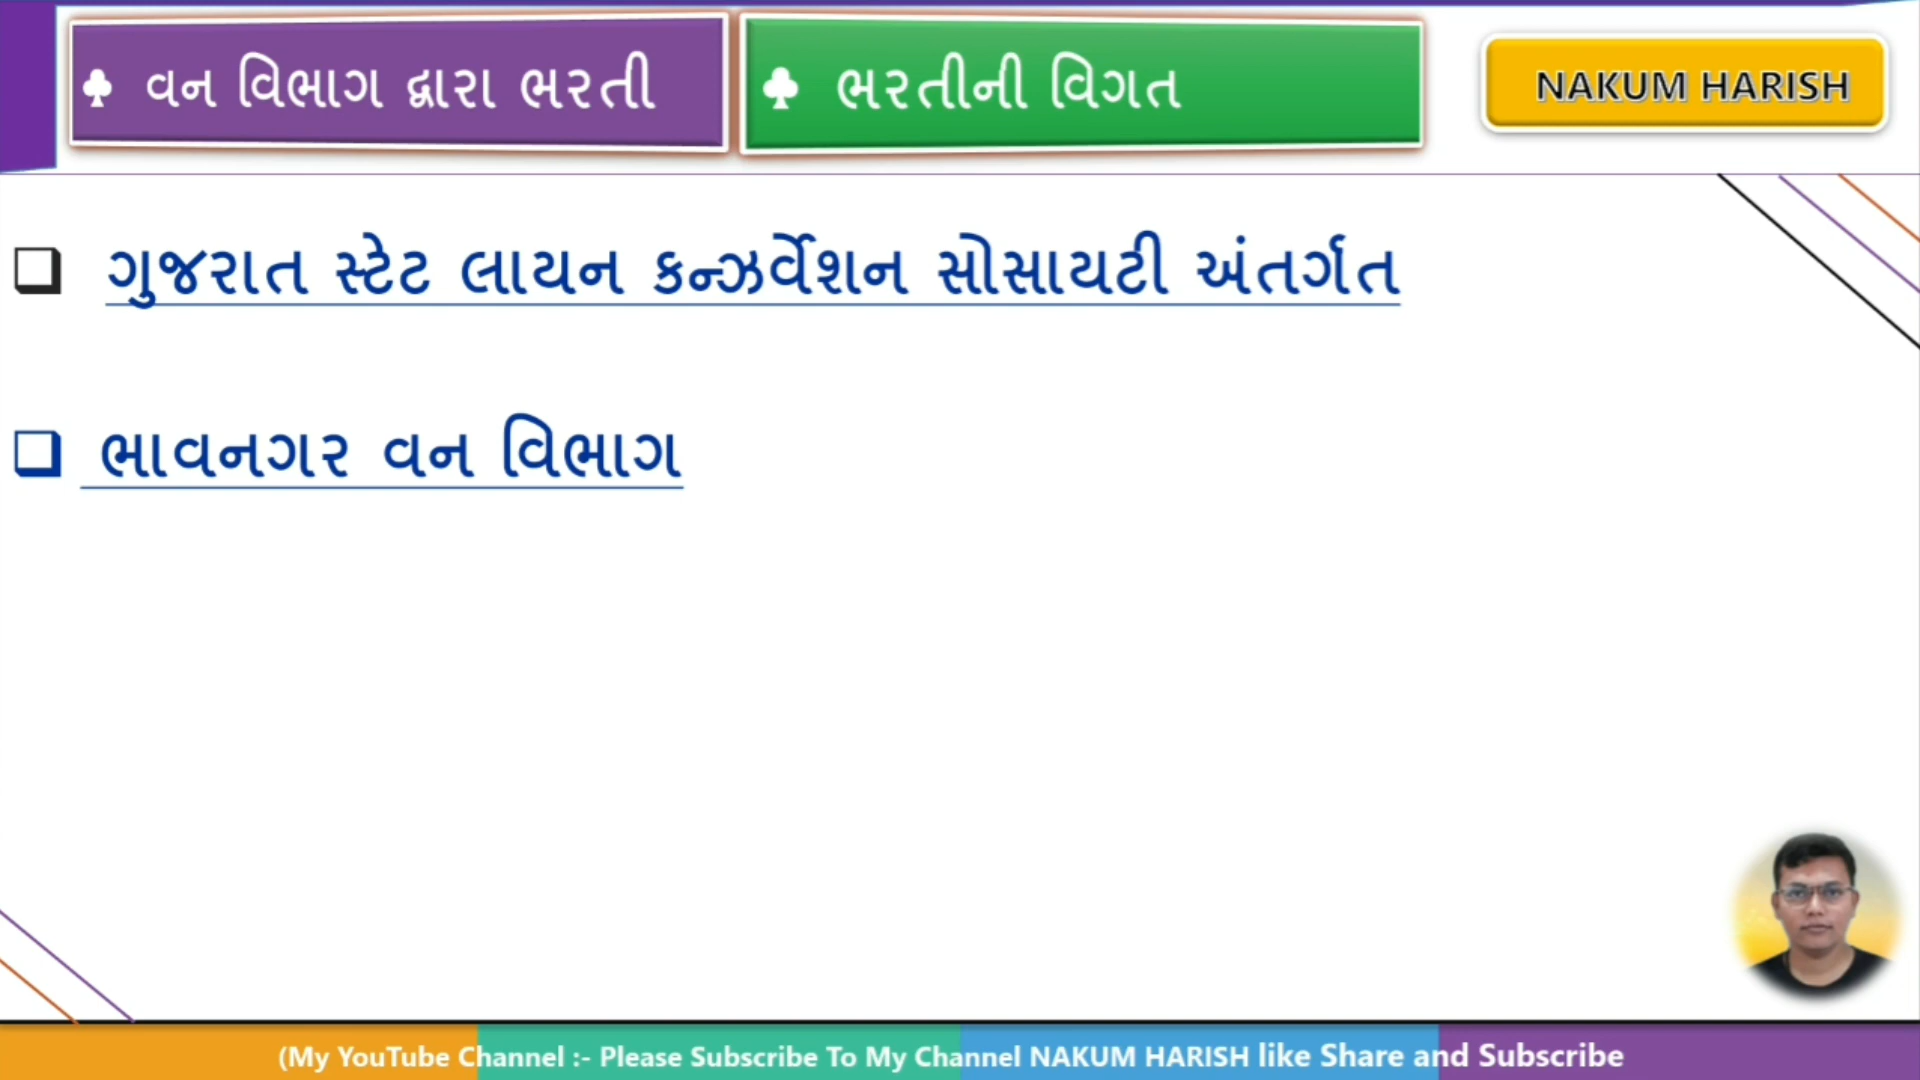 ♣ વન વિભાગ દ્વારા ભરતી
♣ ભરતીની વિગત
NAKUM HARISH
❑ ગુજરાત સ્ટેટ લાયન કન્ઝર્વેશન સોસાયટી અંતર્ગત
❑ ભાવનગર વન વિભાગ
(My YouTube Channel :- Please Subscribe To My Channel NAKUM HARISH like Share and Subscribe